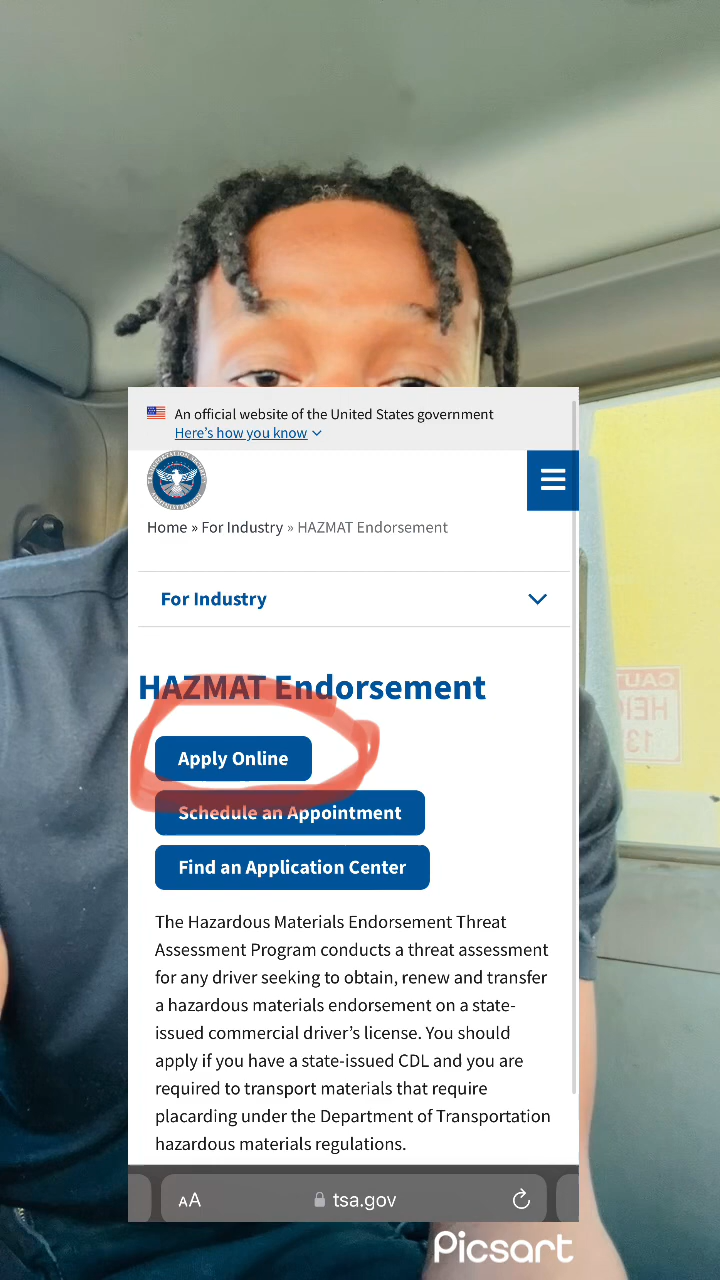 An official website of the United States government
Here's how you know
Home » For Industry » HAZMAT Endorsement
For Industry
HAZMAT Endorsement
Apply Online
Schedule an Appointment
Find an Application Center
The Hazardous Materials Endorsement Threat
Assessment Program conducts a threat assessment
for any driver seeking to obtain, renew and transfer
a hazardous materials endorsement on a state-
issued commercial driver's license. You should
apply if you have a state-issued CDL and you are
required to transport materials that require
placarding under the Department of Transportation
hazardous materials regulations.
AA
tsa.gov
Picsart